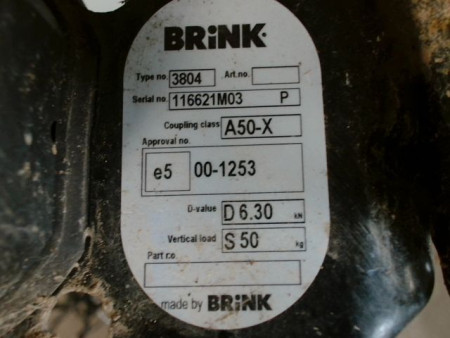 BRiNK
Type no. 3804 Art.no.
Serial no. 116621M03 P
Coupling class A50-X
Approval no.
e5 00-1253
D-value D 6.30 kN
Vertical load S 50 kg
Part no.
made by BRiNK